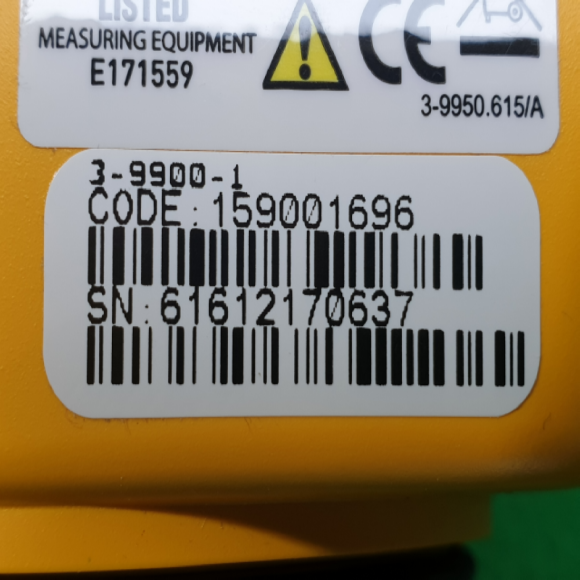 LISTED
MEASURING EQUIPMENT
E171559
CE
3-9950.615/A
3-9900-1
CODE: 159001696
SN: 61612170637